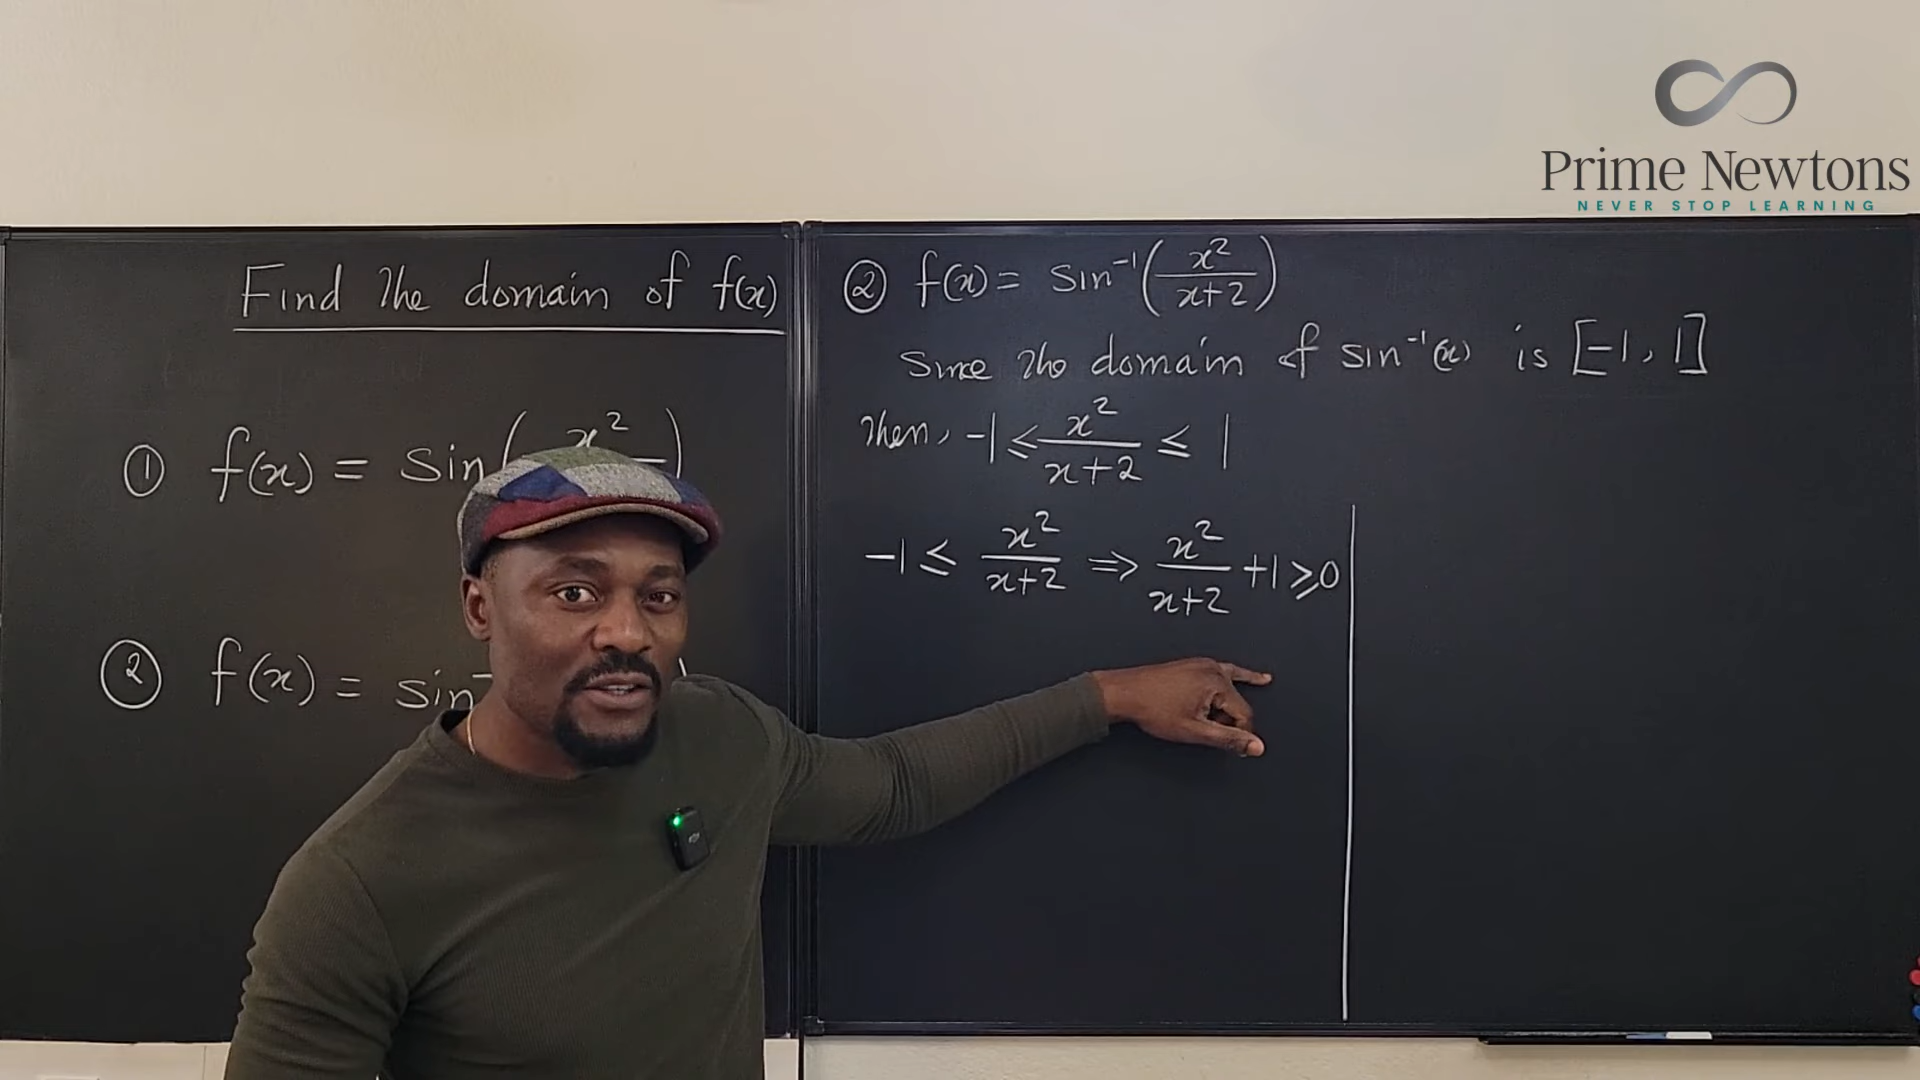 Prime Newtons
NEVER STOP LEARNING
Find the domain of f(x)
① f(x) = sin(x²
② f(x) = sin⁻
② f(x) = sin⁻¹(x²/(x+2))
Since the domain of sin⁻¹(x) is [-1, 1]
Then, -1 ≤ x²/(x+2) ≤ 1
-1 ≤ x²/(x+2) ⇒ x²/(x+2) +1 ≥ 0